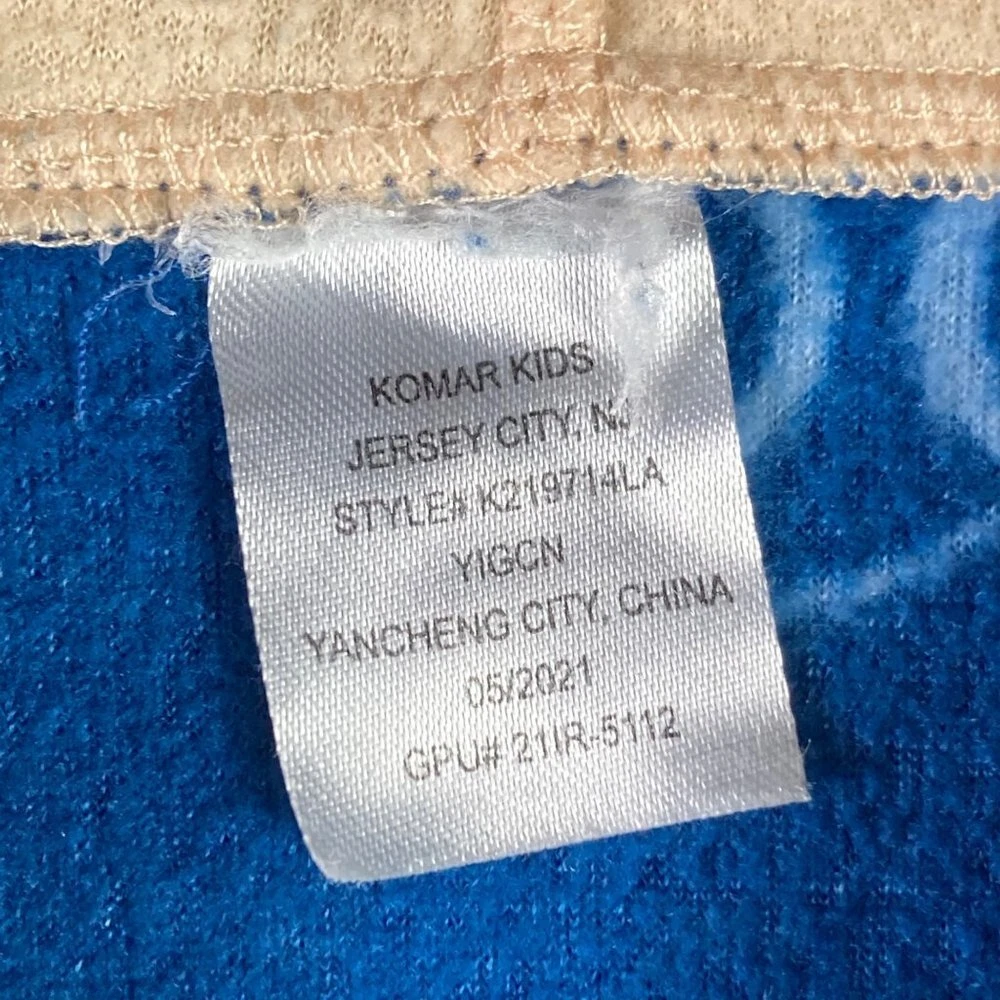 KOMAR KIDS
JERSEY CITY, NJ
STYLE# K219714LA
YIGCN
YANCHENG CITY, CHINA
05/2021
GPU# 21IR-5112